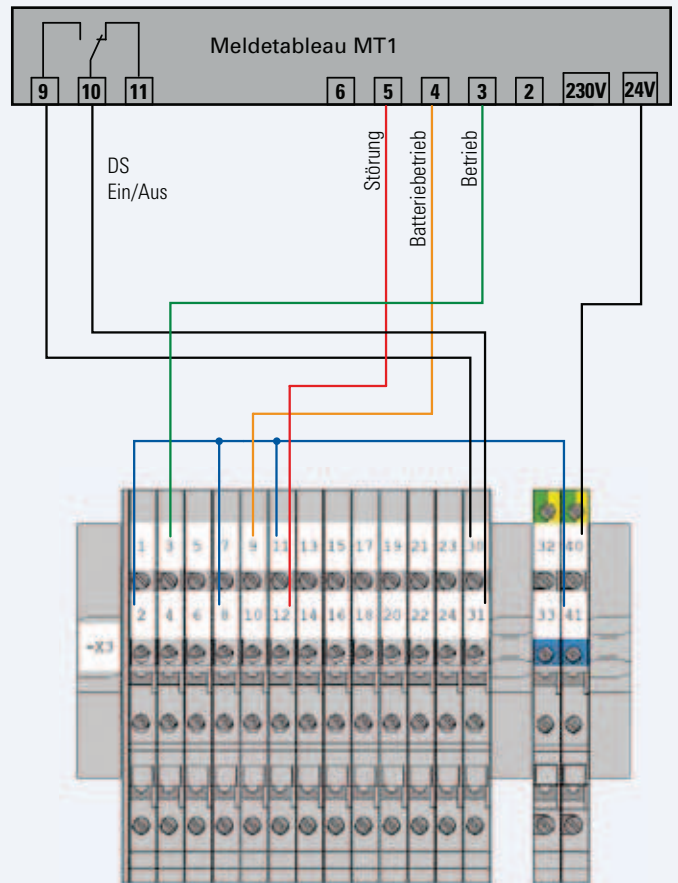 Meldetableau MT1
9 10 11 6 5 4 3 2 230V 24V
DS
Ein/Aus
Störung
Batteriebetrieb
Betrieb
1 3 5 7 9 11 13 15 17 19 21 23 30 32 40
2 4 6 8 10 12 14 16 18 20 22 24 31 33 41
-X3